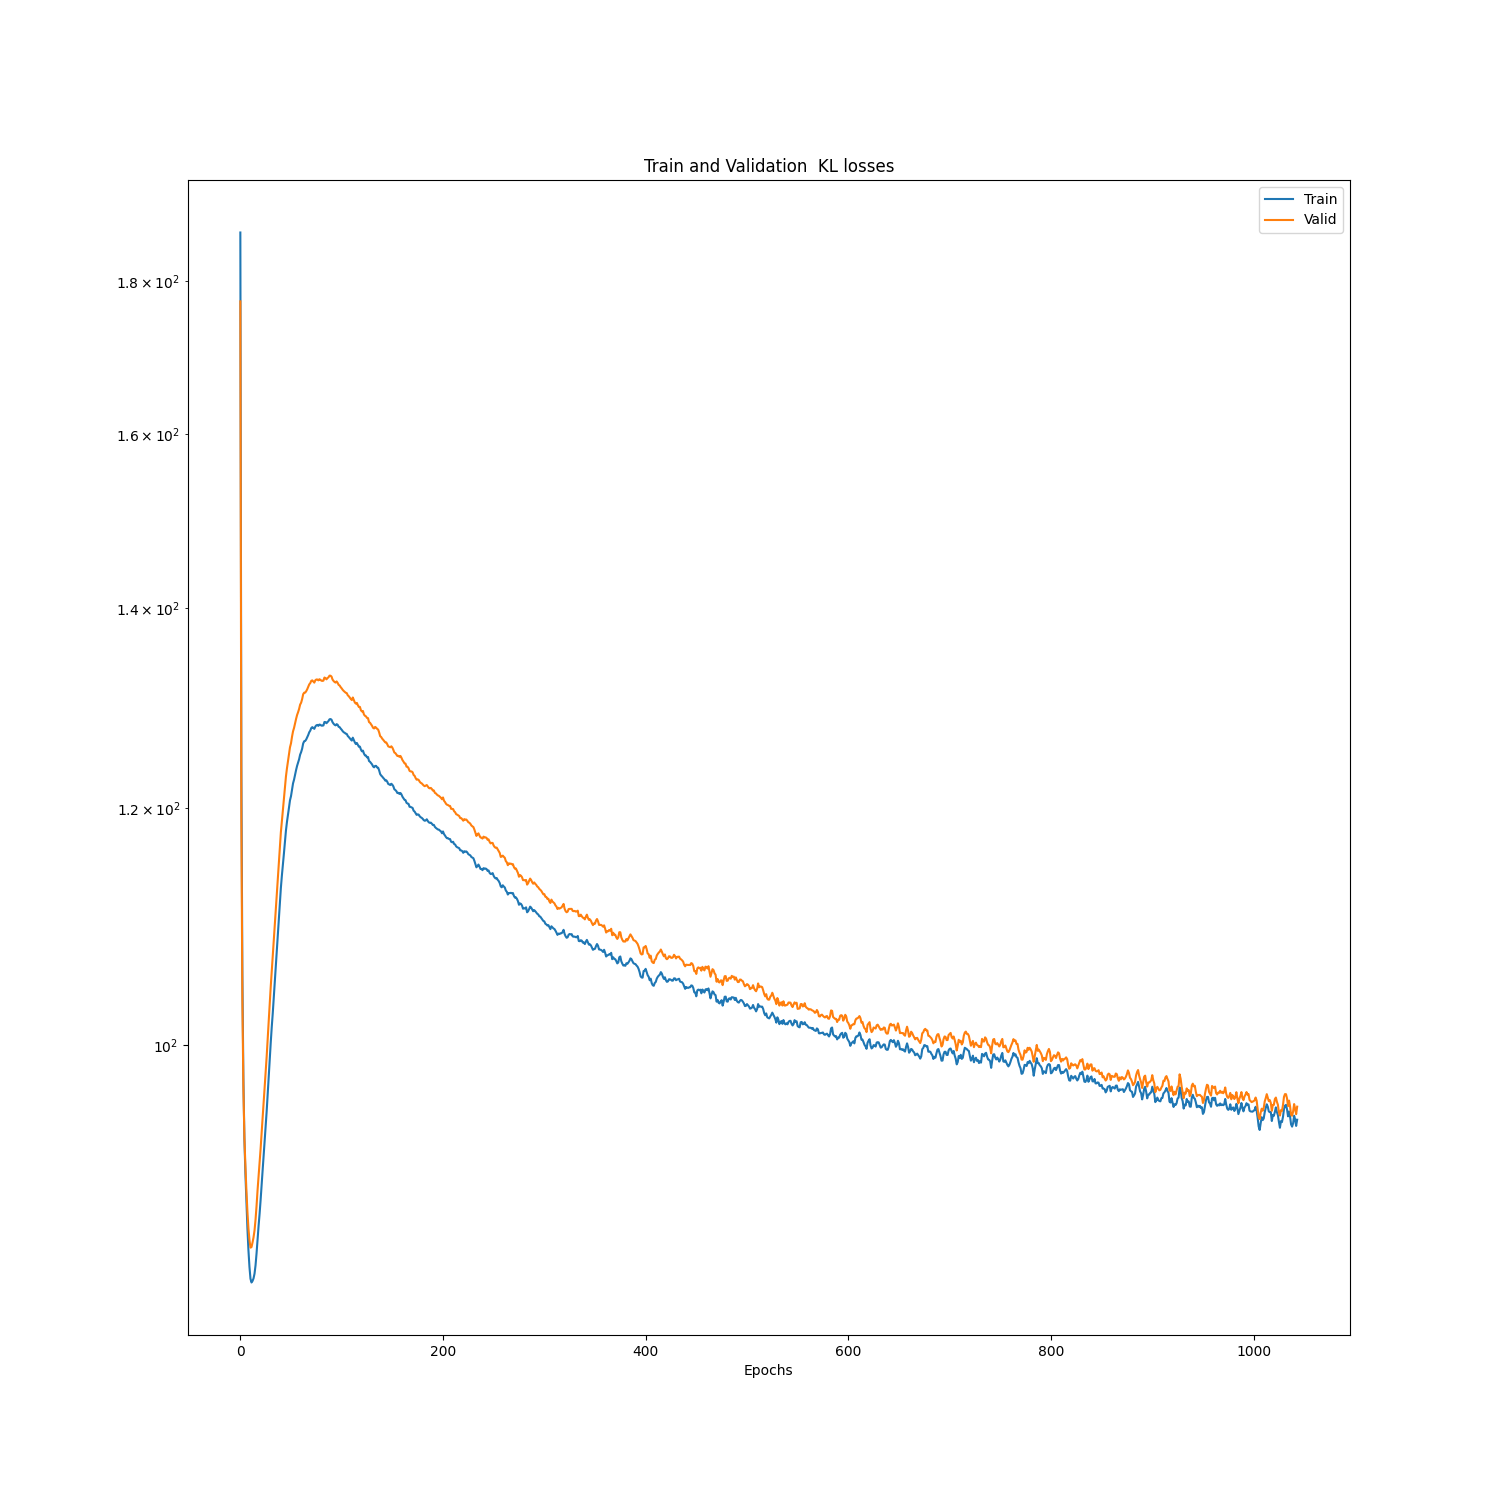 Train and Validation  KL losses
Train
Valid
1.8 × 10²
1.6 × 10²
1.4 × 10²
1.2 × 10²
10²
0 200 400 600 800 1000
Epochs